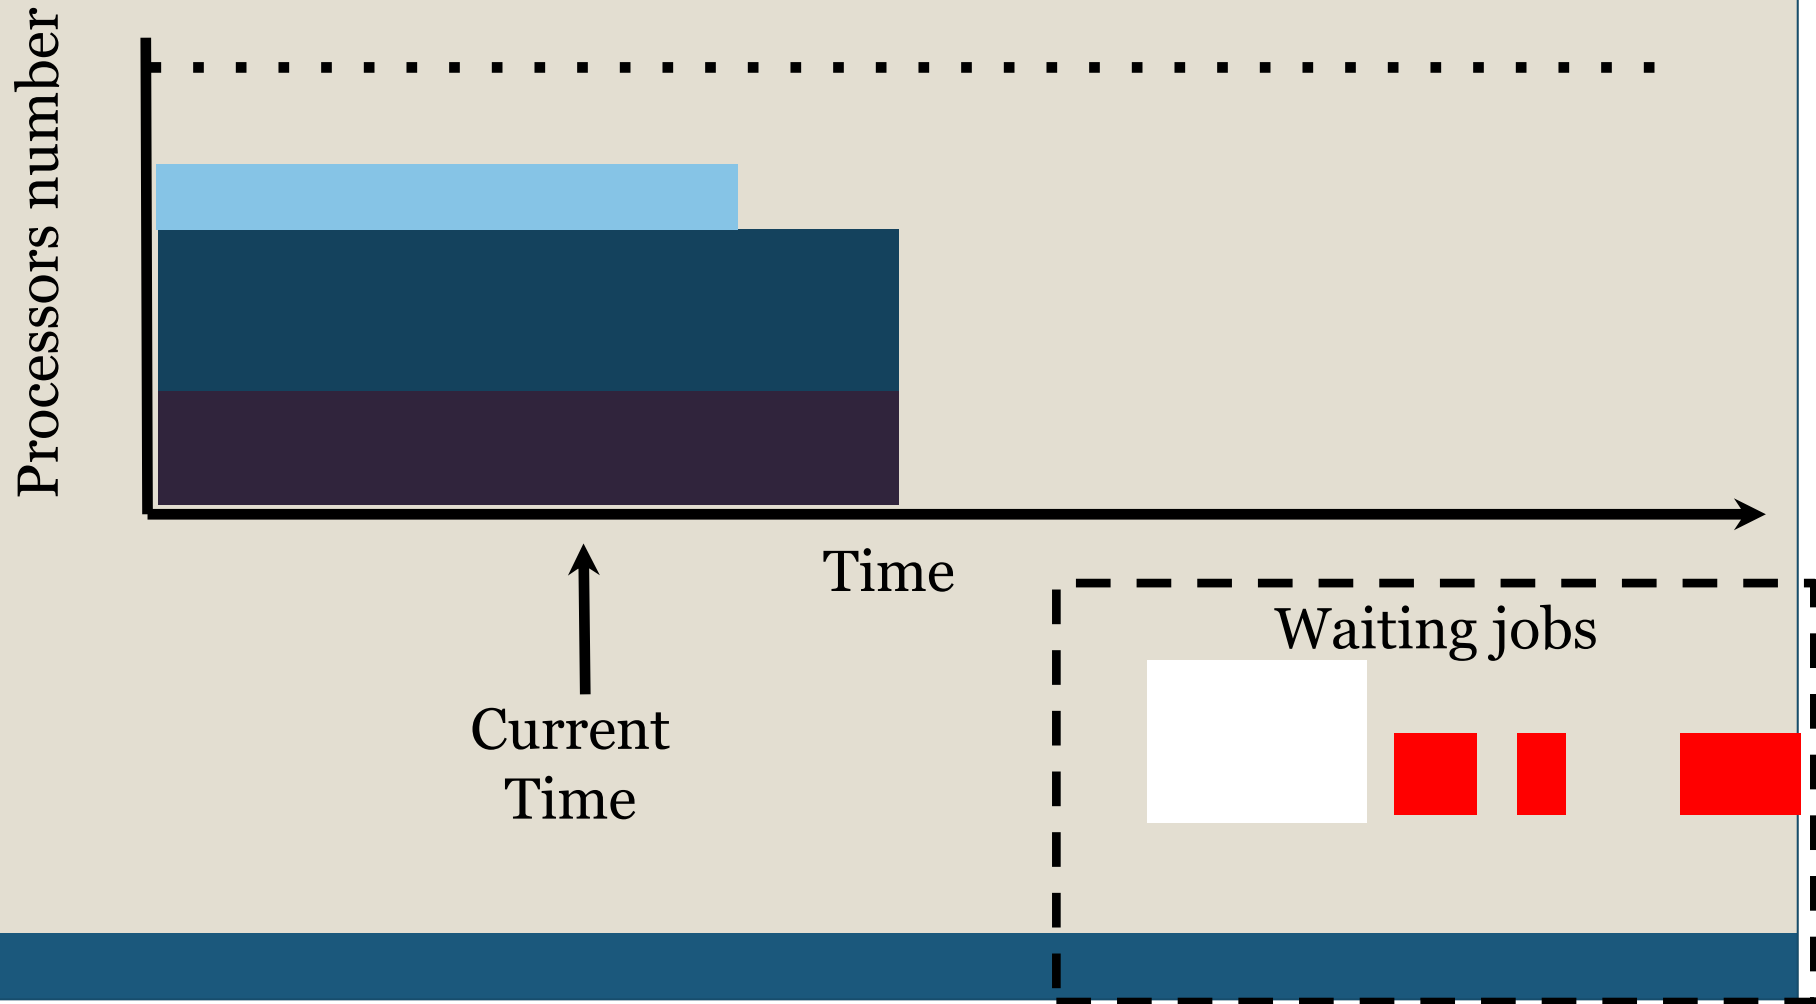 Processors number
Time
Waiting jobs
Current
Time